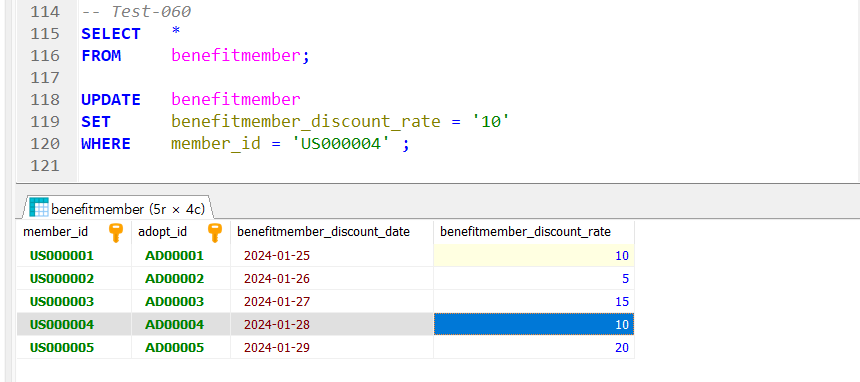 114 -- Test-060
115 SELECT *
116 FROM benefitmember;
117
118 UPDATE benefitmember
119 SET benefitmember_discount_rate = '10'
120 WHERE member_id = 'US000004' ;
121
benefitmember (5r × 4c)
member_id adopt_id benefitmember_discount_date benefitmember_discount_rate
US000001 AD00001 2024-01-25 10
US000002 AD00002 2024-01-26 5
US000003 AD00003 2024-01-27 15
US000004 AD00004 2024-01-28 10
US000005 AD00005 2024-01-29 20